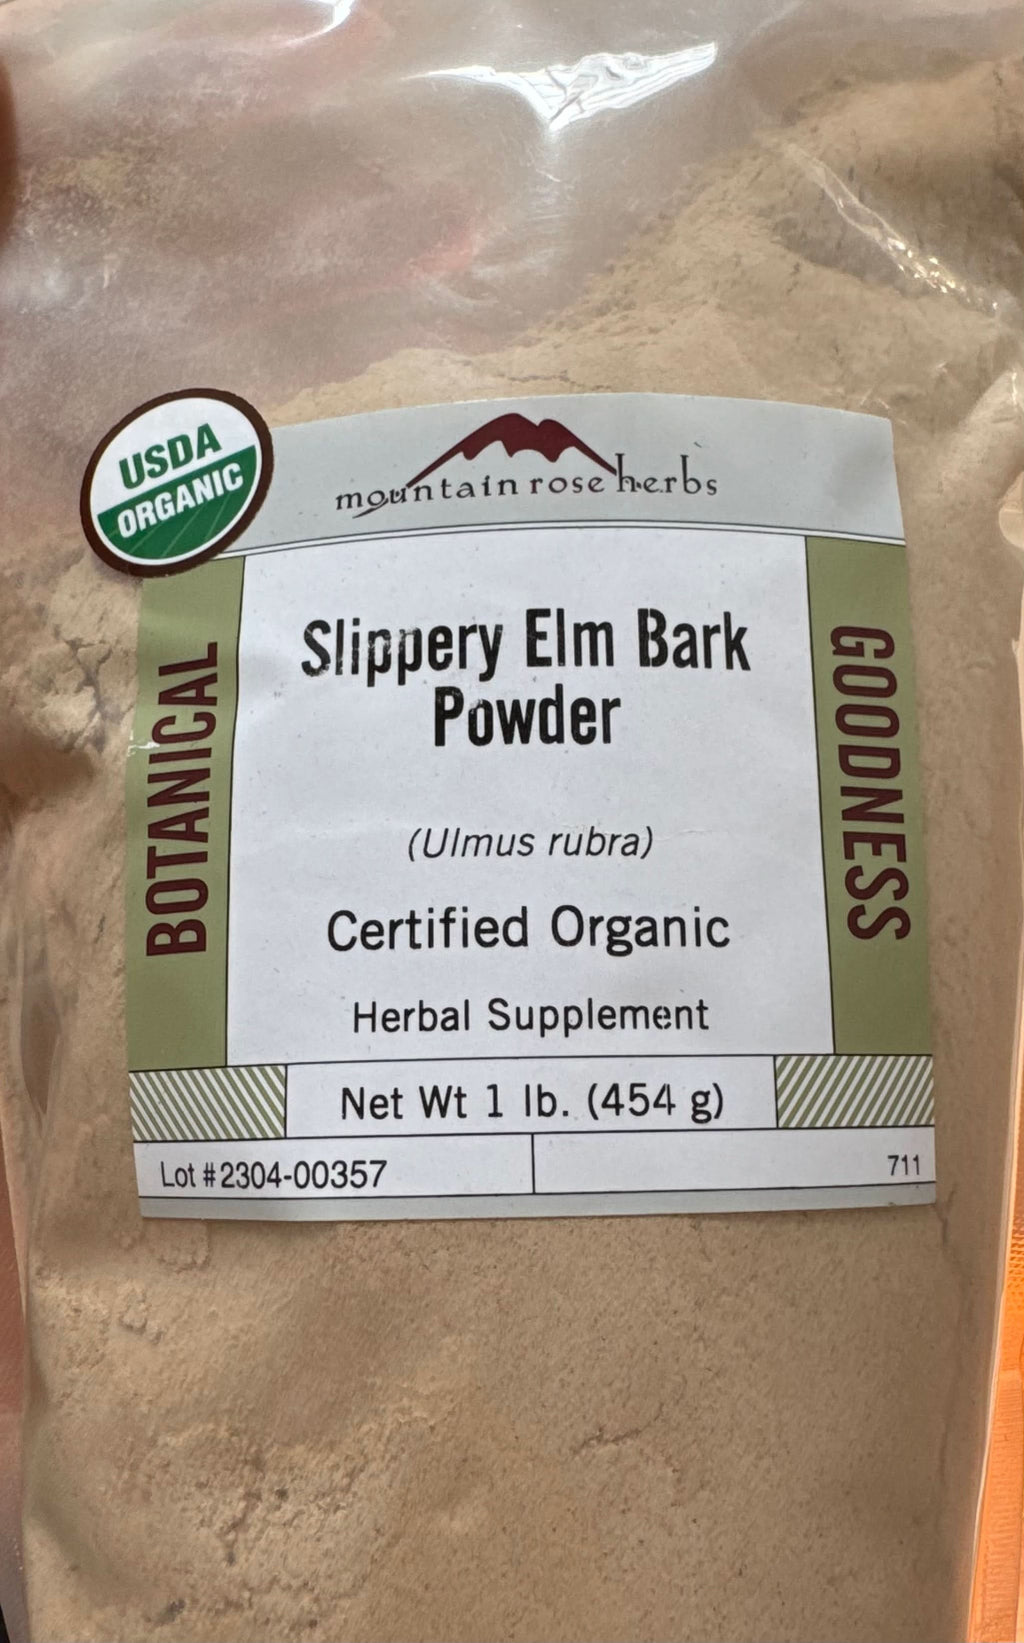 USDA
ORGANIC
mountain rose herbs
BOTANICAL
GOODNESS
Slippery Elm Bark
Powder
(Ulmus rubra)
Certified Organic
Herbal Supplement
Net Wt 1 lb. (454 g)
Lot #2304-00357
711